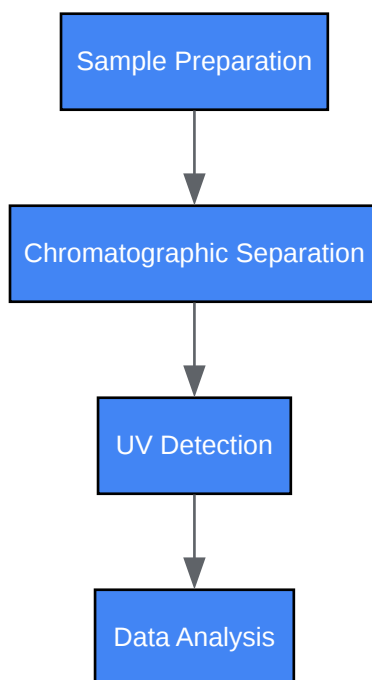 Sample Preparation
Chromatographic Separation
UV Detection
Data Analysis